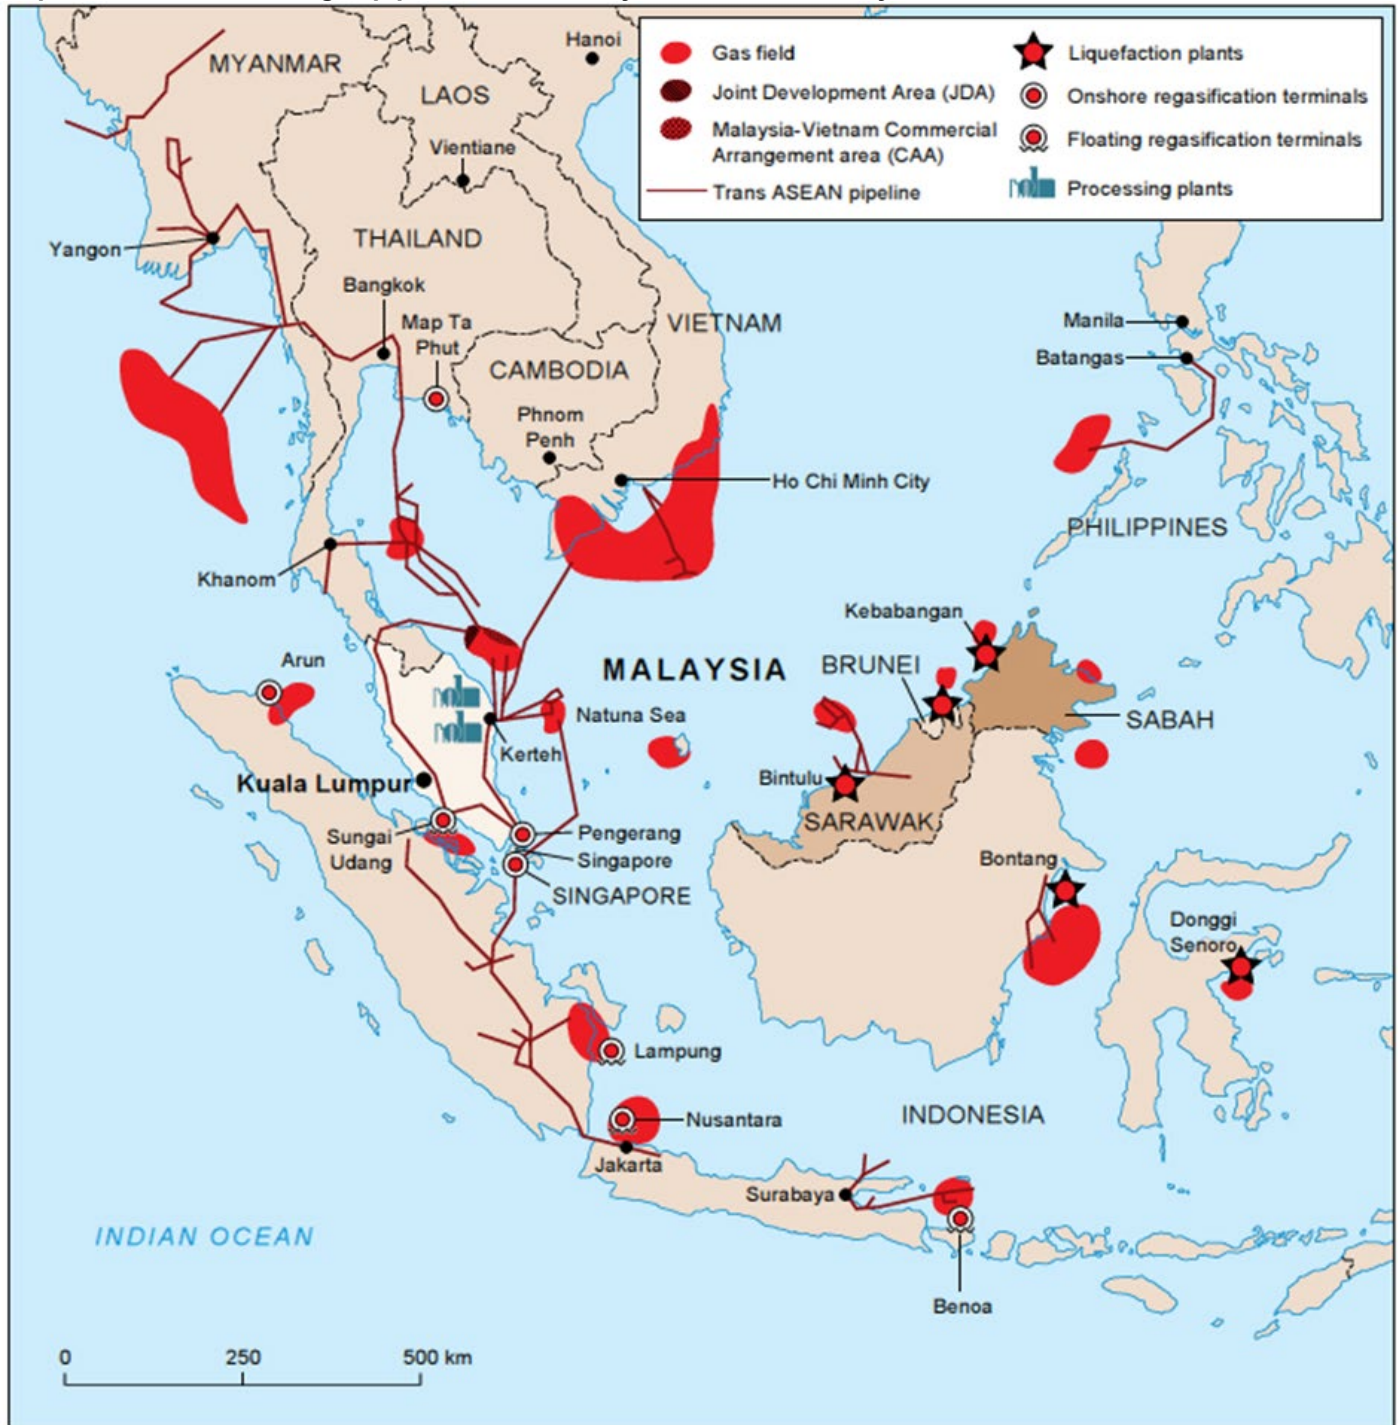 Hanoi
MYANMAR
LAOS
Vientiane
THAILAND
Yangon
Bangkok
Map Ta
Phut
VIETNAM
CAMBODIA
Phnom
Penh
Ho Chi Minh City
Khanom
Gas field
Joint Development Area (JDA)
Malaysia-Vietnam Commercial
Arrangement area (CAA)
Trans ASEAN pipeline
Liquefaction plants
Onshore regasification terminals
Floating regasification terminals
Processing plants
Manila
Batangas
PHILIPPINES
Kebabangan
MALAYSIA
BRUNEI
Arun
Natuna Sea
SABAH
Kerteh
Kuala Lumpur
Bintulu
SARAWAK
Sungai
Udang
Pengerang
Singapore
SINGAPORE
Bontang
Donggi
Senoro
Lampung
Nusantara
INDONESIA
Jakarta
Surabaya
INDIAN OCEAN
Benoa
0 250 500 km